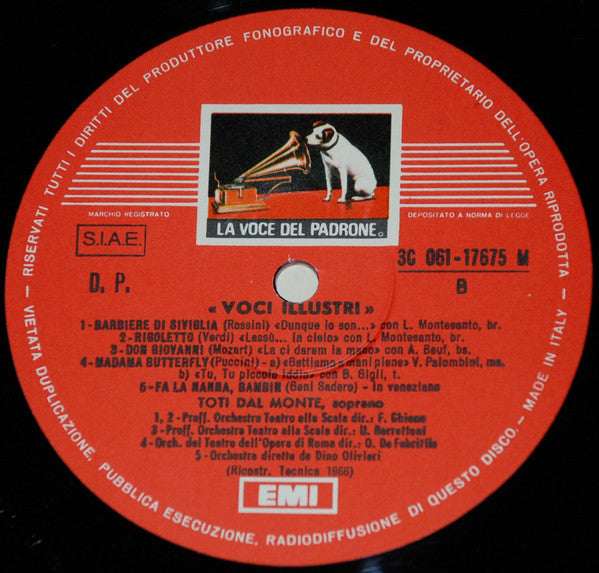 RISERVATI TUTTI I DIRITTI DEL PRODUTTORE FONOGRAFICO E DEL PROPRIETARIO DELL'OPERA RIPRODOTTA
LA VOCE DEL PADRONE
MARCHIO REGISTRATO
DEPOSITATO A NORMA DI LEGGE
S.I.A.E.
3C 061-17675 M
D. P.
B
« VOCI ILLUSTRI »
1-BARBIERE DI SIVIGLIA (Rossini) «Dunque io son...» con L. Montesanto, br.
2-RIGOLETTO (Verdi) «Lassù... in cielo» con L. Montesanto, br.
3-DON GIOVANNI (Mozart) «La ci darem la mano» con A. Beuf, bs.
4-MADAMA BUTTERFLY (Puccini) - a) «Gettiamo a mani piene» V. Palombini, ms.
b) «Tu, Tu piccolo iddio» con B. Gigli, t.
5-FA LA NANNA, BAMBIN (Geni Sadero) - in veneziano
TOTI DAL MONTE, soprano
1, 2-Proff. Orchestra Teatro alla Scala dir.: F. Ghione
3-Proff. Orchestra Teatro alla Scala dir.: U. Berrettoni
4-Orch. del Teatro dell'Opera di Roma dir.: O. De Fabritiis
5-Orchestra diretta da Dino Olivieri
(Ricostr. Tecnica 1966)
EMI
- VIETATA DUPLICAZIONE, PUBBLICA ESECUZIONE, RADIODIFFUSIONE DI QUESTO DISCO. - MADE IN ITALY -